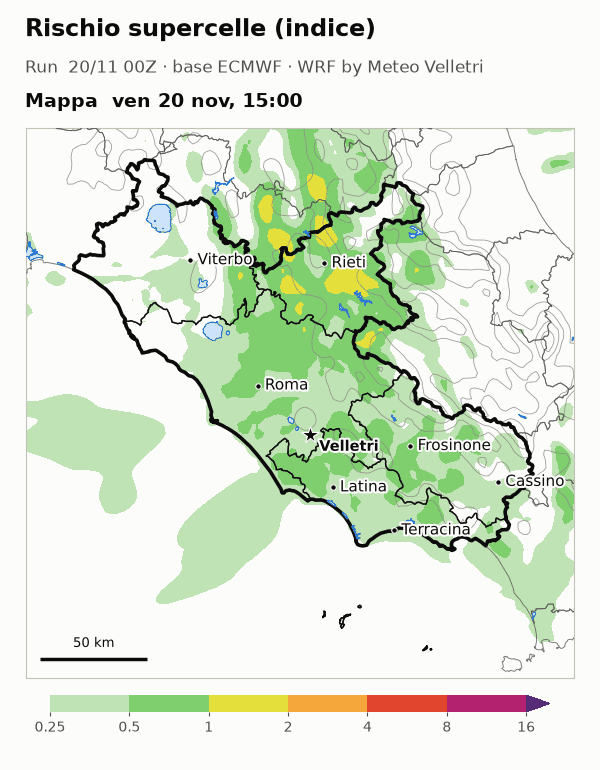 Rischio supercelle (indice)
Run  20/11 00Z · base ECMWF · WRF by Meteo Velletri
Mappa  ven 20 nov, 15:00
Viterbo
Rieti
Roma
Velletri
Frosinone
Cassino
Latina
Terracina
50 km
0.25 0.5 1 2 4 8 16